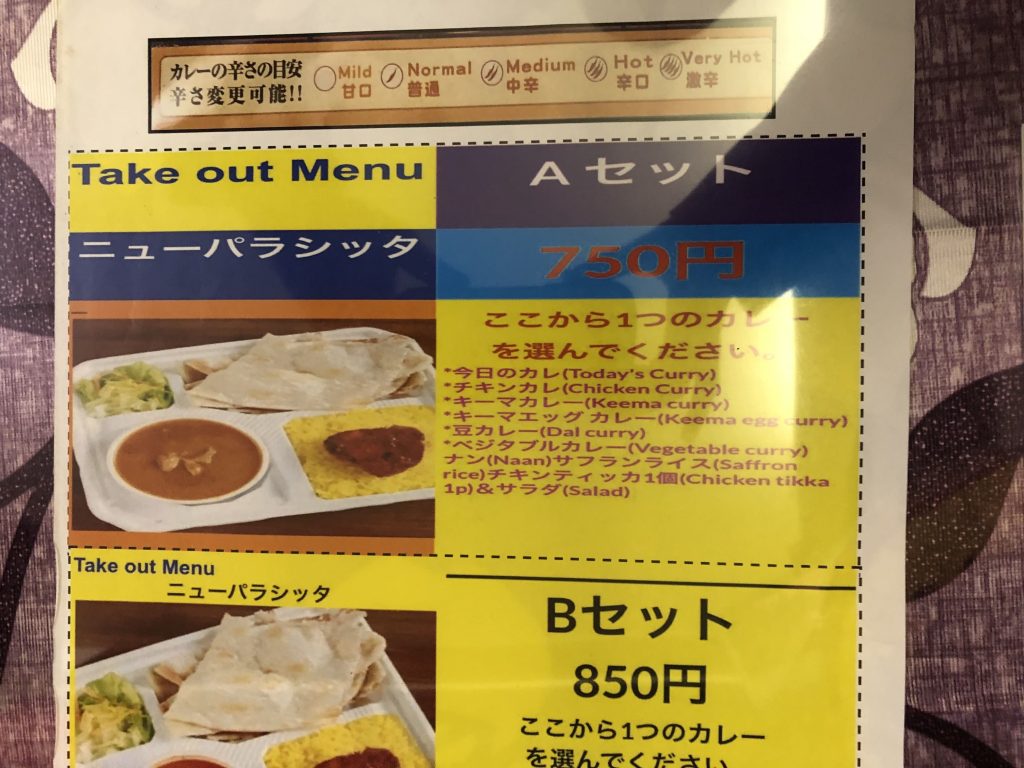 カレーの辛さの目安
辛さ変更可能!!
Mild
甘口
Normal
普通
Medium
中辛
Hot
辛口
Very Hot
激辛
Take out Menu
Aセット
ニューパラシッタ
750円
ここから1つのカレー
を選んでください。
*今日のカレ(Today's Curry)
*チキンカレ(Chicken Curry)
*キーマカレー(Keema curry)
*キーマエッグ カレー(Keema egg curry)
*豆カレー(Dal curry)
*ベジタブルカレー(Vegetable curry)
ナン(Naan)サフランライス(Saffron
rice)チキンティッカ1個(Chicken tikka
1p)&サラダ(Salad)
Take out Menu
ニューパラシッタ
Bセット
850円
ここから1つのカレー
を選んでください。